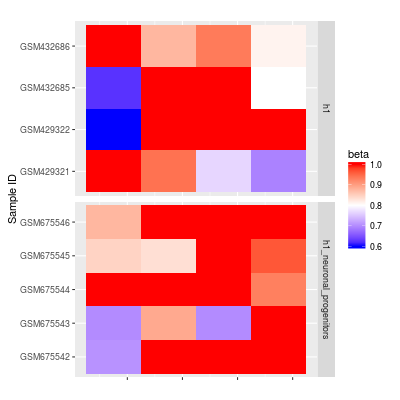 GSM432686
GSM432685
GSM429322
GSM429321
h1
GSM675546
GSM675545
GSM675544
GSM675543
GSM675542
h1_neuronal_progenitors
Sample ID
beta
1.0
0.9
0.8
0.7
0.6